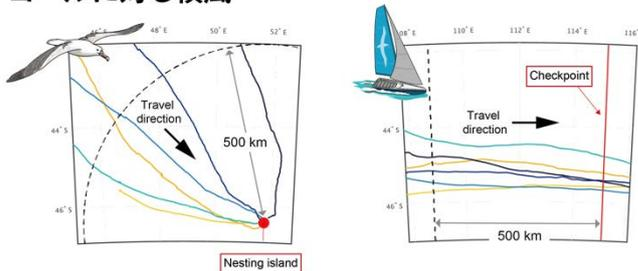 48° E
50° E
52° E
44° S
46° S
Travel
direction
500 km
Nesting island
08° E
110° E
112° E
114° E
116°
44° S
46° S
Checkpoint
Travel
direction
500 km